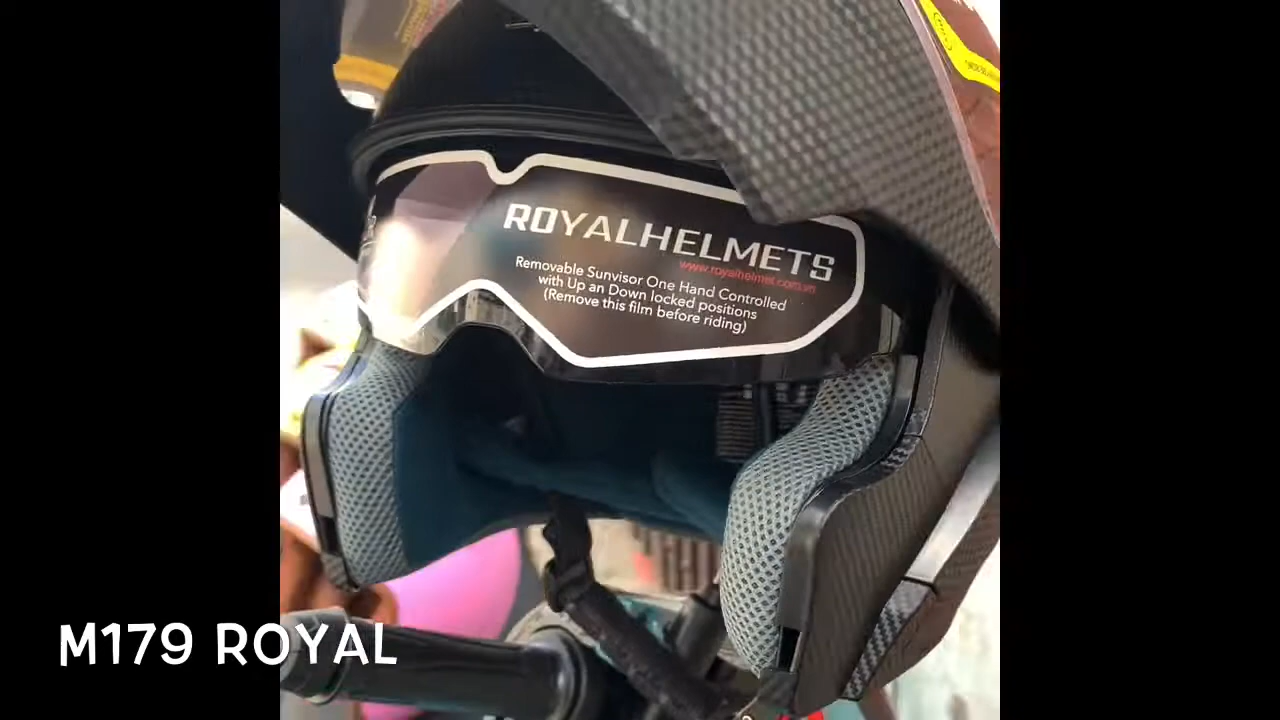 ROYALHELMETS
www.royalhelmet.com.vn
Removable Sunvisor One Hand Controlled
with Up an Down locked positions
(Remove this film before riding)
M179 ROYAL